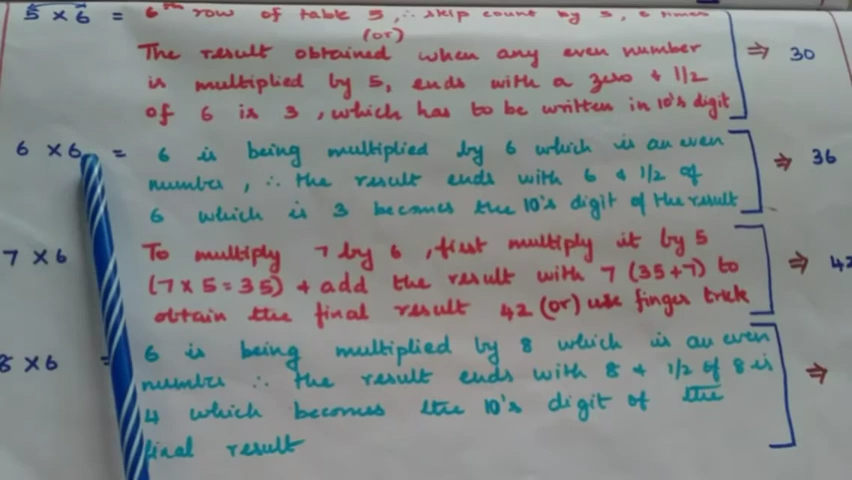 5 × 6 = 6th row of table 5, ∴ skip count by 5, 6 times
(or)
The result obtained when any even number
is multiplied by 5, ends with a zero & 1/2 ⇒ 30
of 6 is 3, which has to be written in 10's digit
6 × 6 = 6 is being multiplied by 6 which is an even
number, ∴ the result ends with 6 & 1/2 of ⇒ 36
6 which is 3 becomes the 10's digit of the result
7 × 6 To multiply 7 by 6, first multiply it by 5
(7 × 5 = 35) & add the result with 7 (35+7) to ⇒ 42
obtain the final result 42 (or) use finger trick
8 × 6 = 6 is being multiplied by 8 which is an even
number ∴ the result ends with 8 & 1/2 of 8 is ⇒
4 which becomes the 10's digit of the
final result